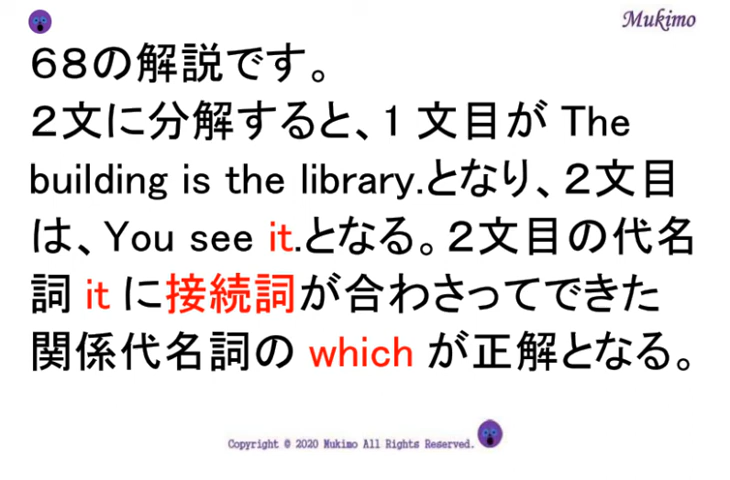 Mukimo
６８の解説です。
２文に分解すると、１文目が The
building is the library.となり、２文目
は、You see it.となる。２文目の代名
詞 it に接続詞が合わさってできた
関係代名詞の which が正解となる。
Copyright © 2020 Mukimo All Rights Reserved.